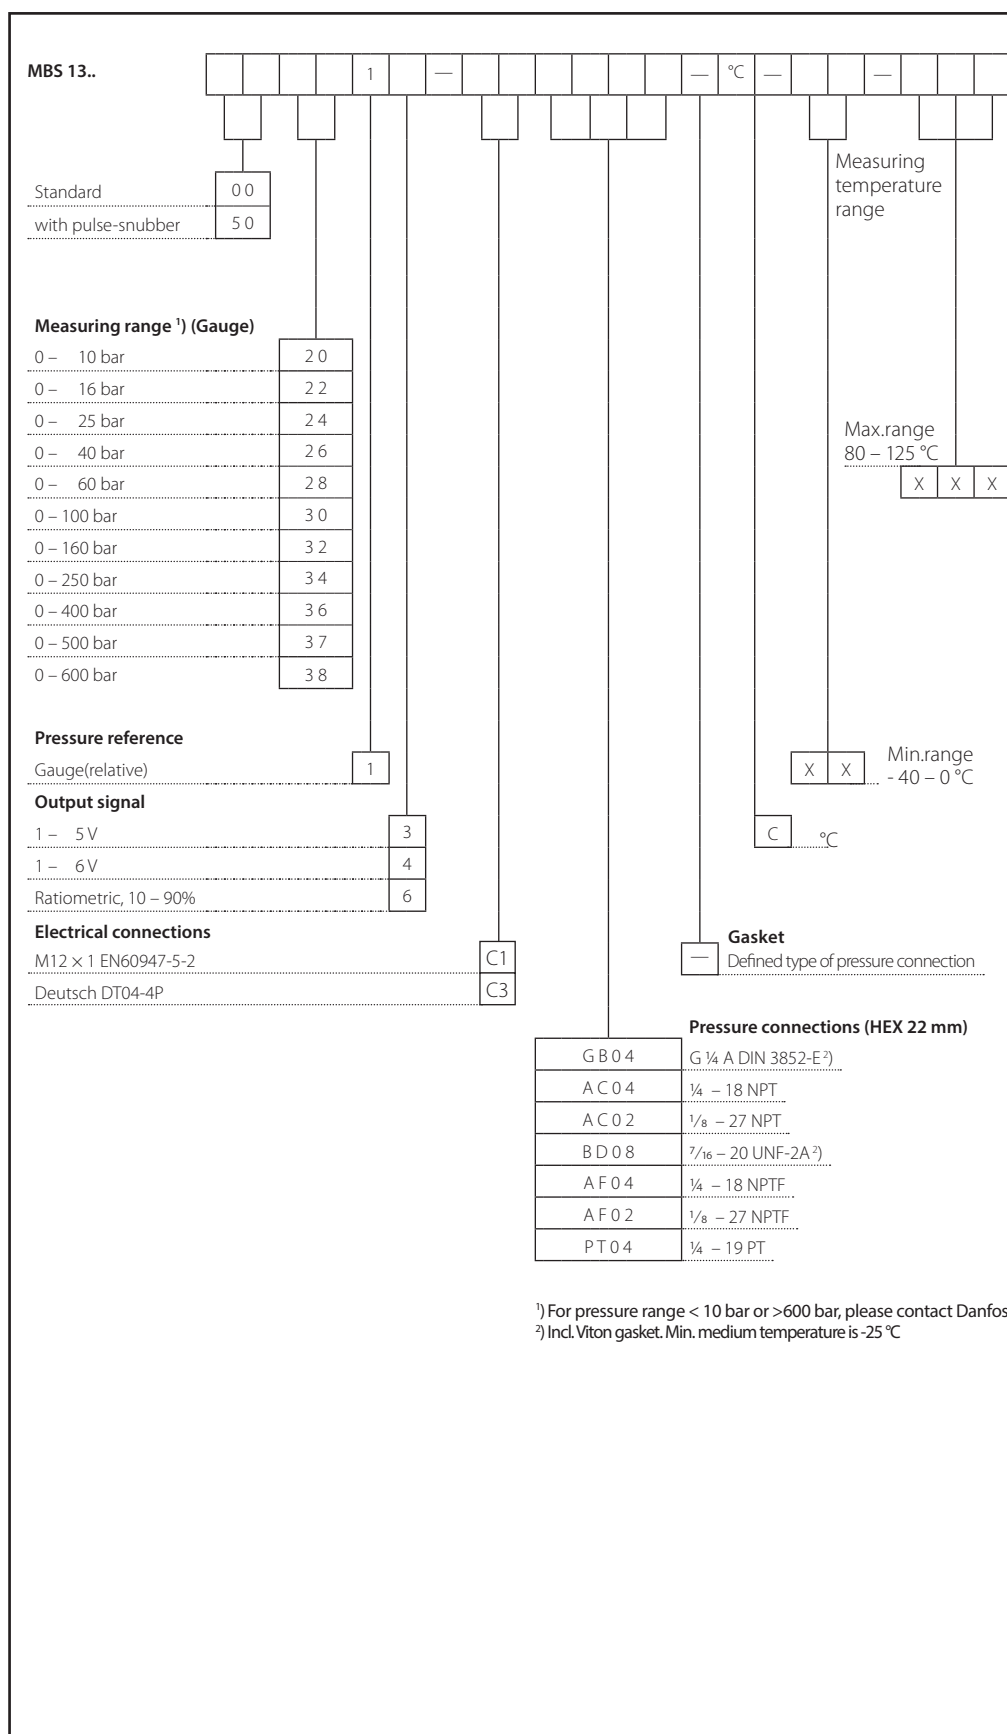 MBS 13.. 1 — — °C — —
Measuring
temperature
range
Standard 0 0
with pulse-snubber 5 0
Measuring range ¹) (Gauge)
0 – 10 bar 2 0
0 – 16 bar 2 2
0 – 25 bar 2 4
0 – 40 bar 2 6
0 – 60 bar 2 8
0 – 100 bar 3 0
0 – 160 bar 3 2
0 – 250 bar 3 4
0 – 400 bar 3 6
0 – 500 bar 3 7
0 – 600 bar 3 8
Max.range
80 – 125 °C
X X X
Pressure reference
Gauge(relative) 1
X X Min.range
- 40 – 0 °C
Output signal
1 – 5 V 3
1 – 6 V 4
Ratiometric, 10 – 90% 6
C °C
Electrical connections
M12 × 1 EN60947-5-2 C1
Deutsch DT04-4P C3
Gasket
— Defined type of pressure connection
Pressure connections (HEX 22 mm)
G B 0 4 G ¼ A DIN 3852-E ²)
A C 0 4 ¼ – 18 NPT
A C 0 2 ⅛ – 27 NPT
B D 0 8 ⁷⁄₁₆ – 20 UNF-2A ²)
A F 0 4 ¼ – 18 NPTF
A F 0 2 ⅛ – 27 NPTF
P T 0 4 ¼ – 19 PT
¹) For pressure range < 10 bar or >600 bar, please contact Danfos
²) Incl. Viton gasket. Min. medium temperature is -25 °C